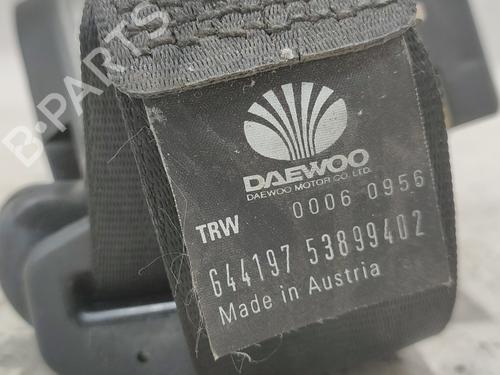 B-PARTS
DAEWOO
DAEWOO MOTOR CO. LTD.
TRW 0006 0956
644197 53899402
Made in Austria